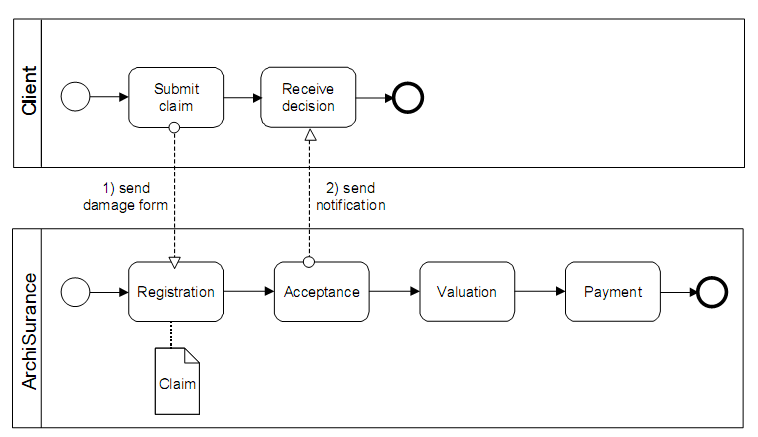 Client
Submit
claim
Receive
decision
1) send
damage form
2) send
notification
ArchiSurance
Registration
Acceptance
Valuation
Payment
Claim